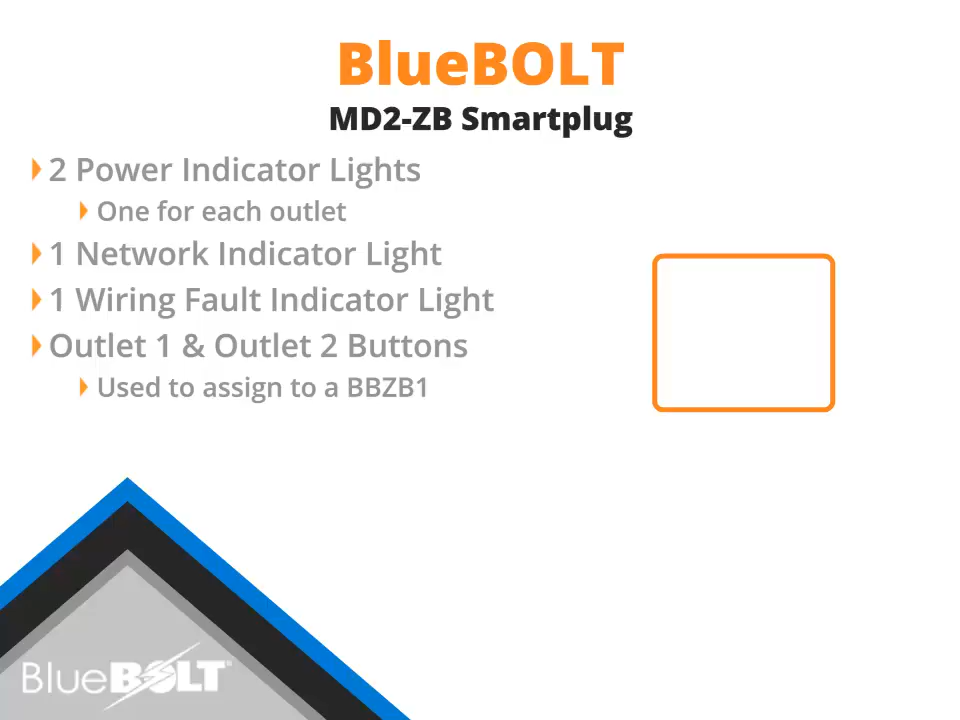 BlueBOLT
MD2-ZB Smartplug
2 Power Indicator Lights
One for each outlet
1 Network Indicator Light
1 Wiring Fault Indicator Light
Outlet 1 & Outlet 2 Buttons
Used to assign to a BBZB1
BlueBOLT®